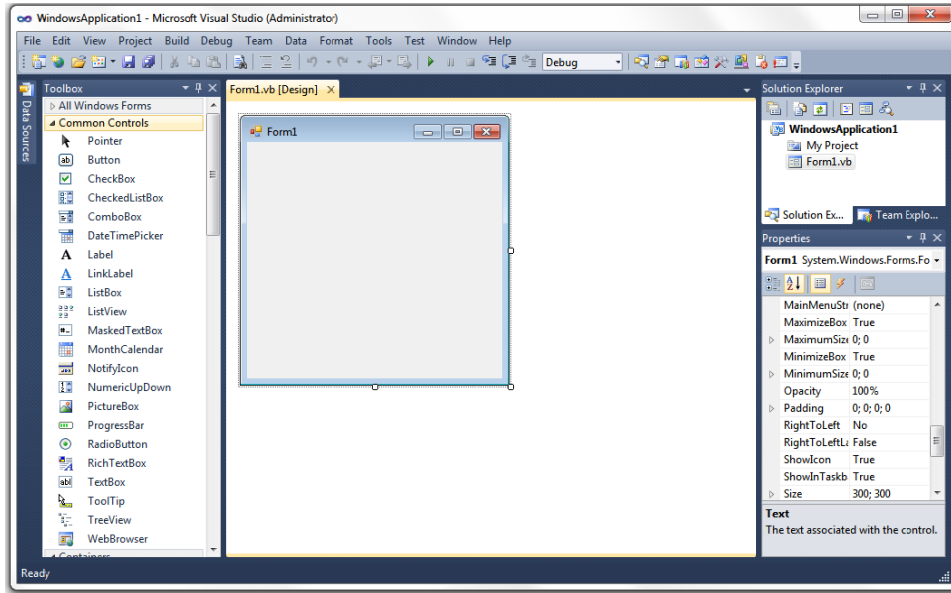 WindowsApplication1 - Microsoft Visual Studio (Administrator)
File Edit View Project Build Debug Team Data Format Tools Test Window Help
Debug
Data Sources
Toolbox
All Windows Forms
Common Controls
Pointer
Button
CheckBox
CheckedListBox
ComboBox
DateTimePicker
Label
LinkLabel
ListBox
ListView
MaskedTextBox
MonthCalendar
NotifyIcon
NumericUpDown
PictureBox
ProgressBar
RadioButton
RichTextBox
TextBox
ToolTip
TreeView
WebBrowser
Containers
Form1.vb [Design]
Form1
Solution Explorer
WindowsApplication1
My Project
Form1.vb
Solution Ex... Team Explo...
Properties
Form1 System.Windows.Forms.Fo
MainMenuStr (none)
MaximizeBox True
MaximumSize 0; 0
MinimizeBox True
MinimumSize 0; 0
Opacity 100%
Padding 0; 0; 0; 0
RightToLeft No
RightToLeftLa False
ShowIcon True
ShowInTaskb True
Size 300; 300
Text
The text associated with the control.
Ready